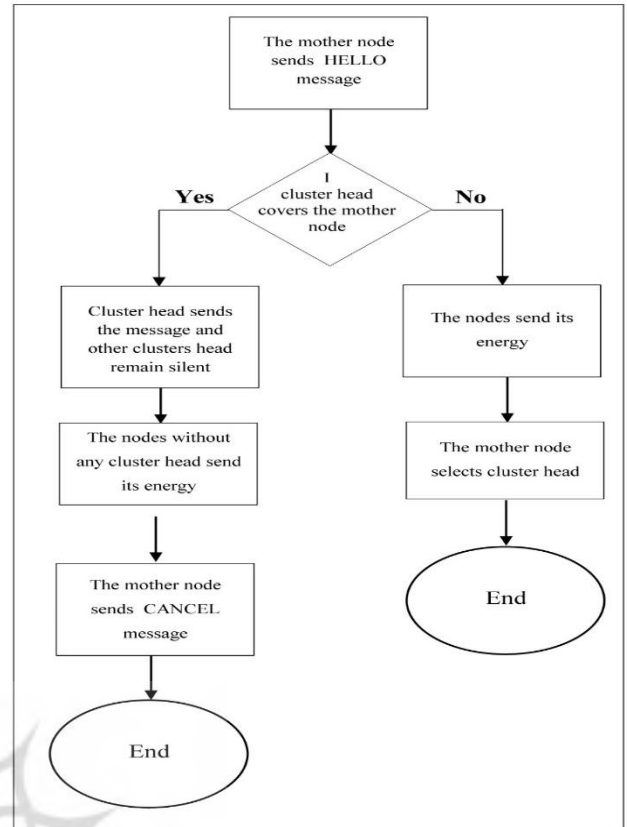 The mother node
sends HELLO
message
I
cluster head
covers the mother
node
Yes
No
Cluster head sends
the message and
other clusters head
remain silent
The nodes without
any cluster head send
its energy
The mother node
sends CANCEL
message
End
The nodes send its
energy
The mother node
selects cluster head
End